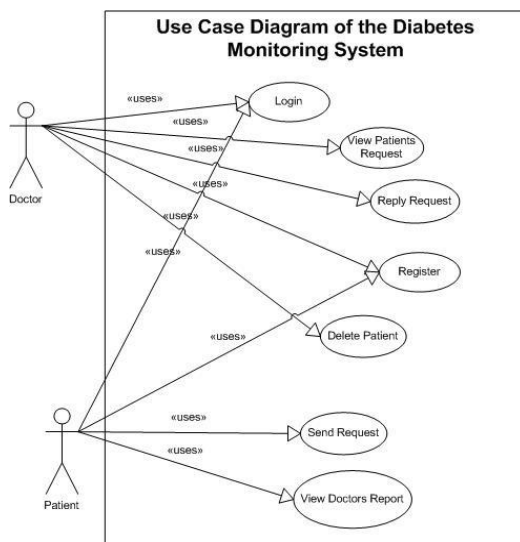 Use Case Diagram of the Diabetes
Monitoring System
«uses»
Login
«uses»
View Patients
Request
«uses»
Doctor
«uses»
Reply Request
«uses»
«uses»
Register
«uses»
Delete Patient
«uses»
Send Request
«uses»
Patient
View Doctors Report